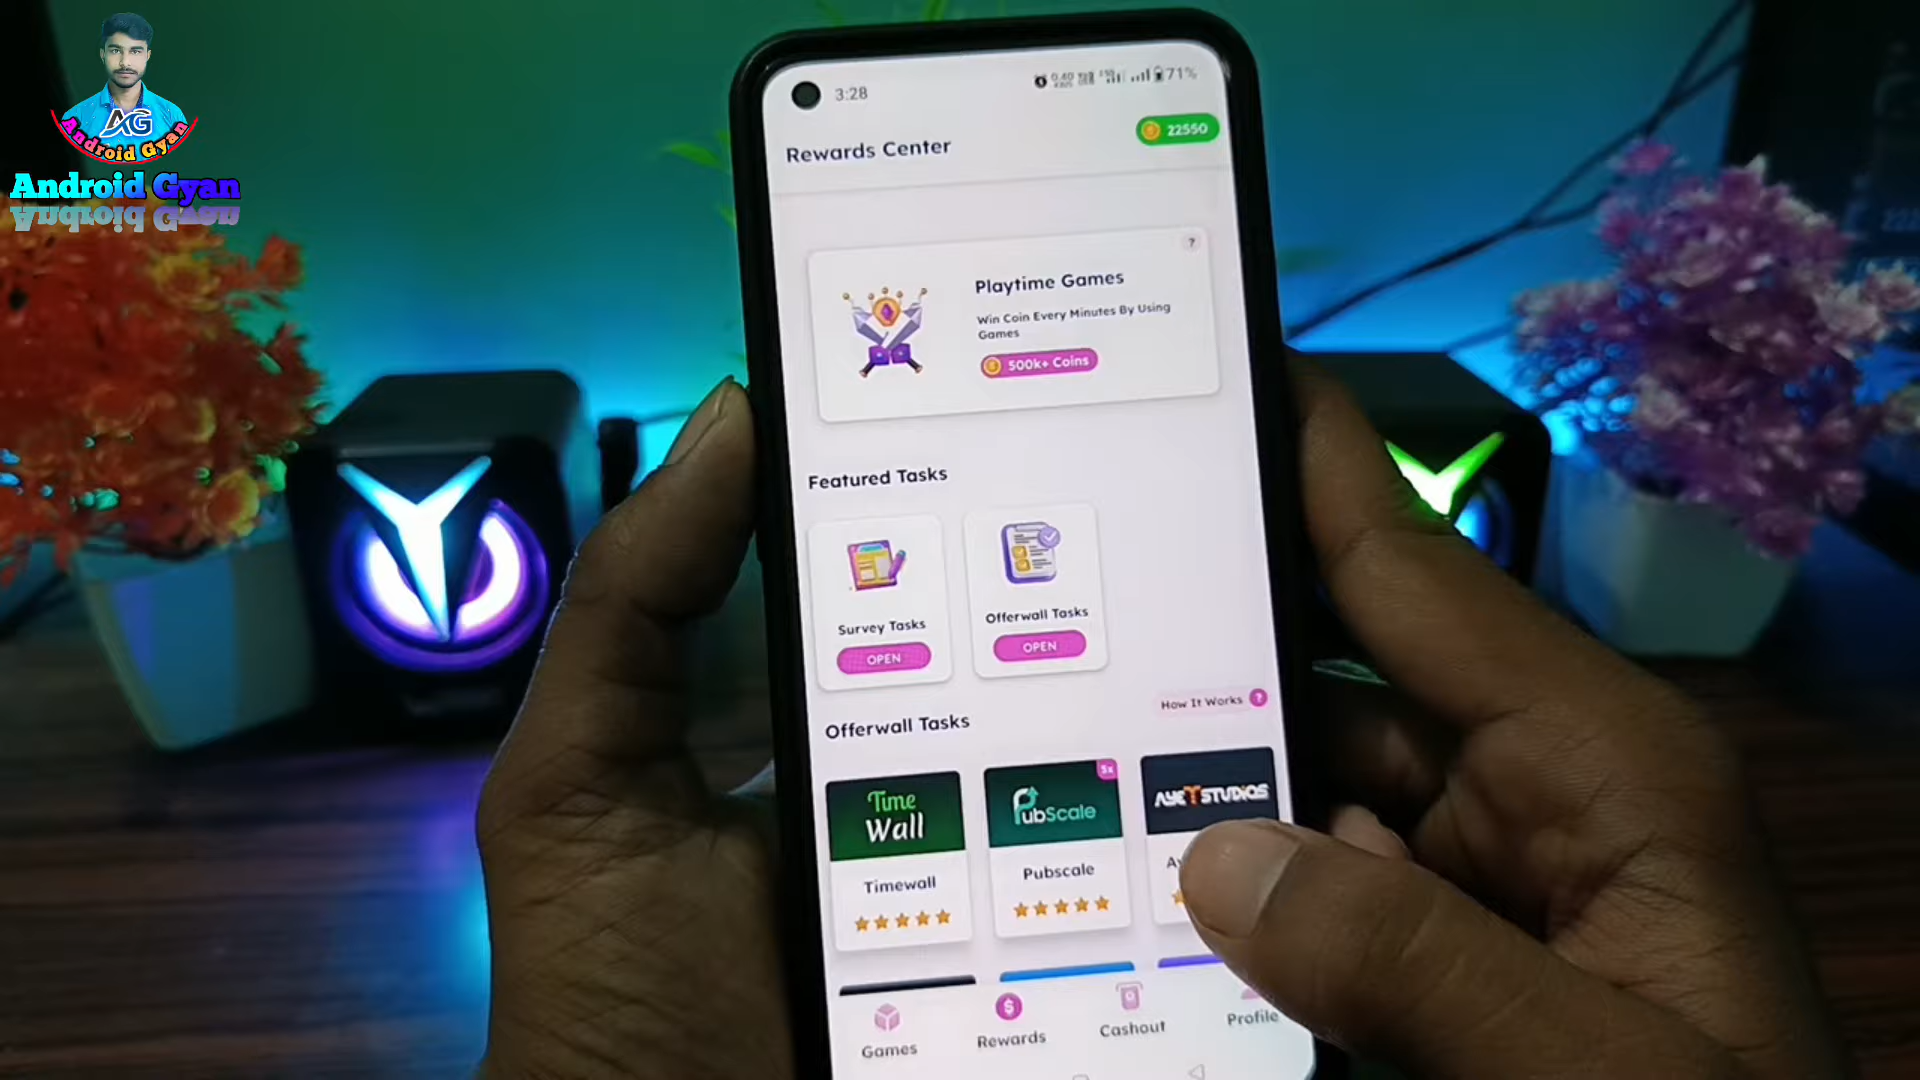 AG
Android Gyan
Android Gyan
3:28
71%
Rewards Center
22550
?
Playtime Games
Win Coin Every Minutes By Using
Games
500k+ Coins
Featured Tasks
Survey Tasks
OPEN
Offerwall Tasks
OPEN
How It Works ?
Offerwall Tasks
Time
Wall
Timewall
5x
PubScale
Pubscale
AYETSTUDIOS
Games
Rewards
Cashout
Profile